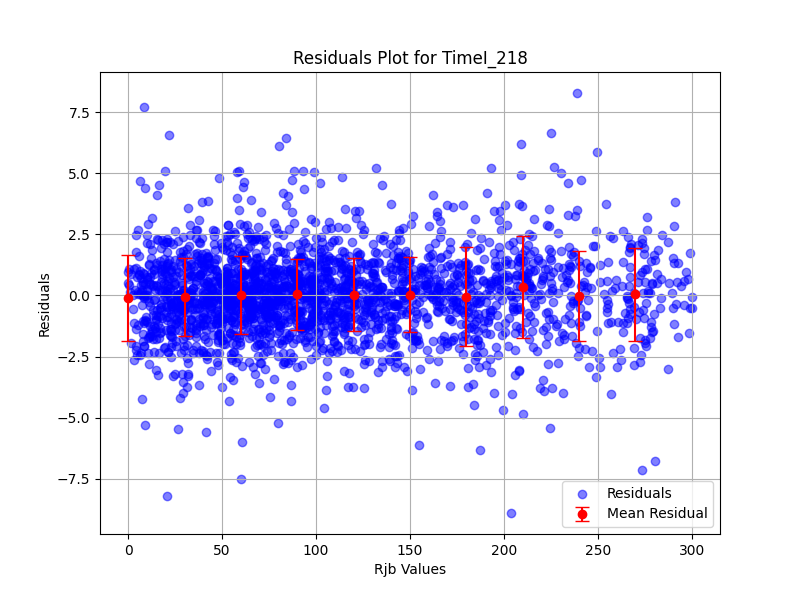 Residuals Plot for TimeI_218
7.5
5.0
2.5
0.0
−2.5
−5.0
−7.5
Residuals
0 50 100 150 200 250 300
Rjb Values
Residuals
Mean Residual